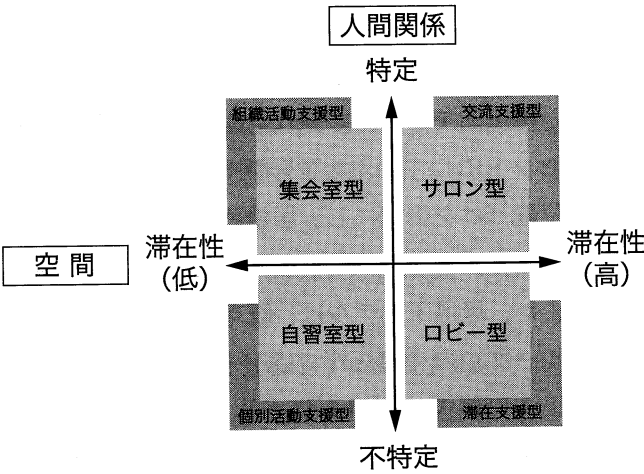 人間関係
特定
組織活動支援型
交流支援型
集会室型
サロン型
空間
滞在性
(低)
滞在性
(高)
自習室型
ロビー型
個別活動支援型
滞在支援型
不特定